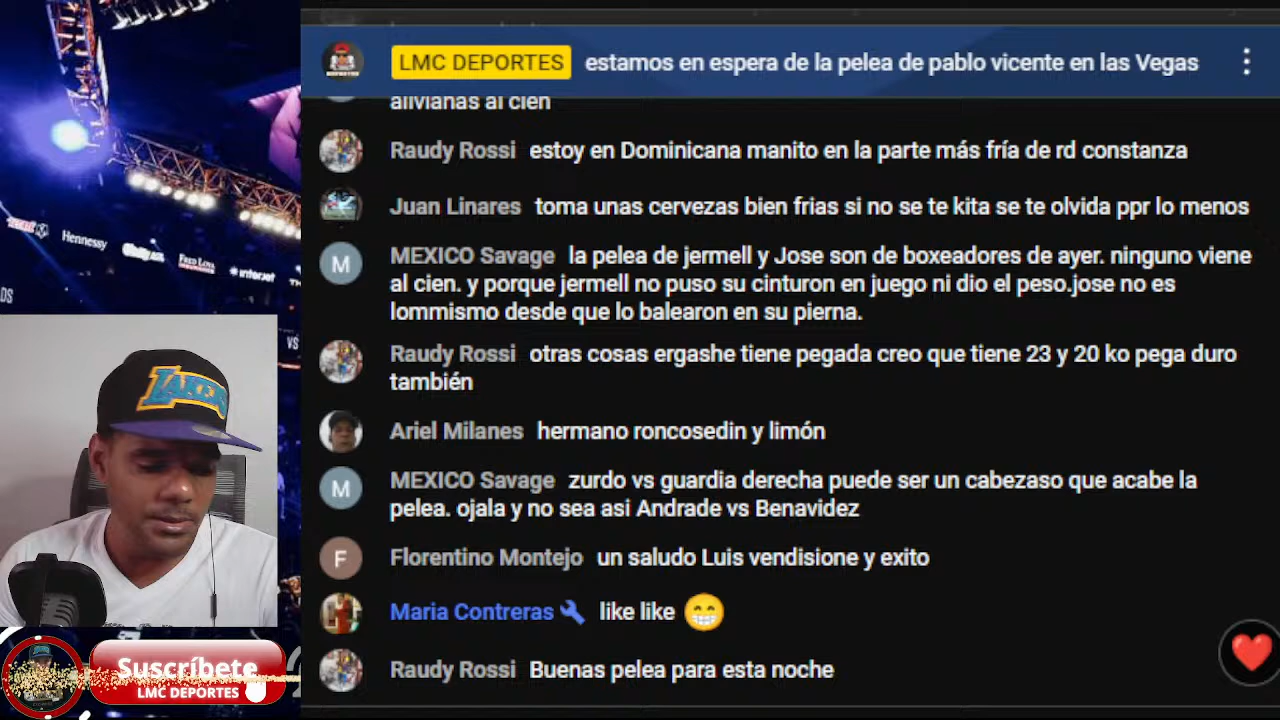 LMC DEPORTES estamos en espera de la pelea de pablo vicente en las Vegas
alivianas al cien
Raudy Rossi estoy en Dominicana manito en la parte más fría de rd constanza
Juan Linares toma unas cervezas bien frias si no se te kita se te olvida ppr lo menos
M
MEXICO Savage la pelea de jermell y Jose son de boxeadores de ayer. ninguno viene
al cien. y porque jermell no puso su cinturon en juego ni dio el peso.jose no es
lommismo desde que lo balearon en su pierna.
Raudy Rossi otras cosas ergashe tiene pegada creo que tiene 23 y 20 ko pega duro
también
Ariel Milanes hermano roncosedin y limón
M
MEXICO Savage zurdo vs guardia derecha puede ser un cabezaso que acabe la
pelea. ojala y no sea asi Andrade vs Benavidez
F
Florentino Montejo un saludo Luis vendisione y exito
Maria Contreras like like 😁
Raudy Rossi Buenas pelea para esta noche
Hennessy
FRED LOYA
interjet
DS
VS
LAKERS
Suscríbete
LMC DEPORTES